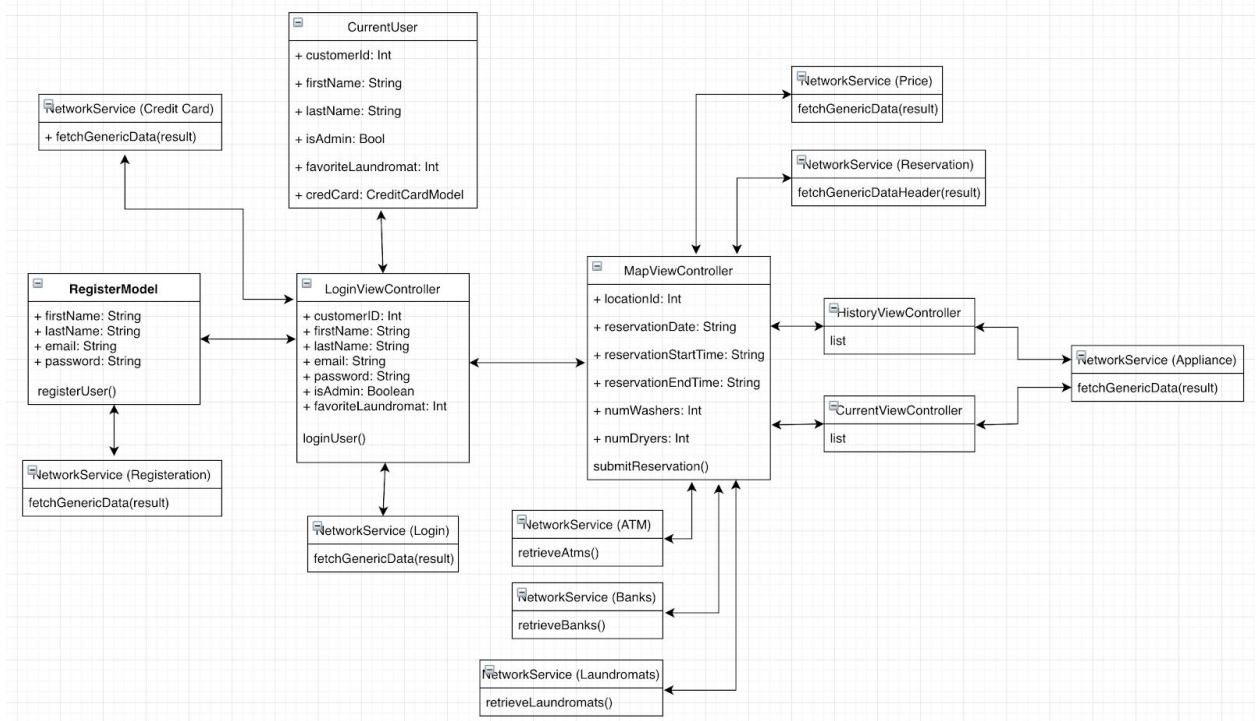 CurrentUser
+ customerId: Int
+ firstName: String
+ lastName: String
+ isAdmin: Bool
+ favoriteLaundromat: Int
+ credCard: CreditCardModel
NetworkService (Credit Card)
+ fetchGenericData(result)
NetworkService (Price)
fetchGenericData(result)
NetworkService (Reservation)
fetchGenericDataHeader(result)
RegisterModel
+ firstName: String
+ lastName: String
+ email: String
+ password: String
registerUser()
LoginViewController
+ customerID: Int
+ firstName: String
+ lastName: String
+ email: String
+ password: String
+ isAdmin: Boolean
+ favoriteLaundromat: Int
loginUser()
MapViewController
+ locationId: Int
+ reservationDate: String
+ reservationStartTime: String
+ reservationEndTime: String
+ numWashers: Int
+ numDryers: Int
submitReservation()
HistoryViewController
list
CurrentViewController
list
NetworkService (Appliance)
fetchGenericData(result)
NetworkService (Registeration)
fetchGenericData(result)
NetworkService (Login)
fetchGenericData(result)
NetworkService (ATM)
retrieveAtms()
NetworkService (Banks)
retrieveBanks()
NetworkService (Laundromats)
retrieveLaundromats()